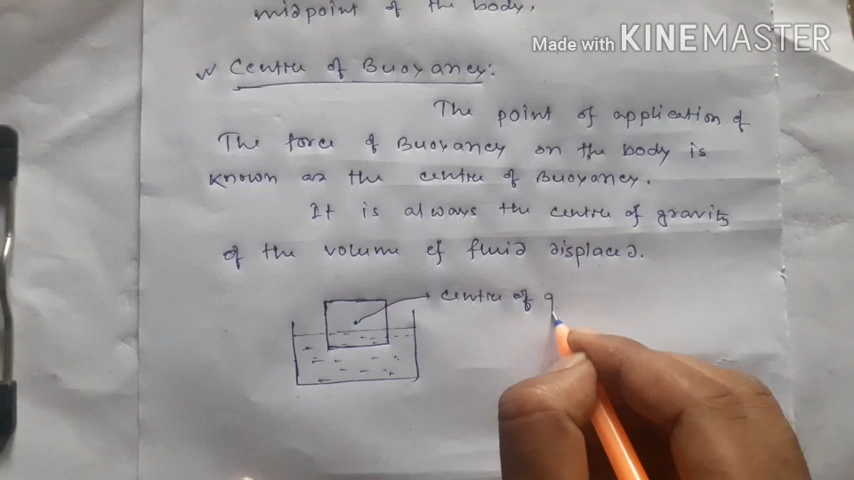 midpoint of the body.
Made with KINEMASTER
Centre of Buoyancy:
The point of application of
The force of Buoyancy on the body is
known as the centre of Buoyancy.
It is always the centre of gravity
of the volume of fluid displaced.
centre of g